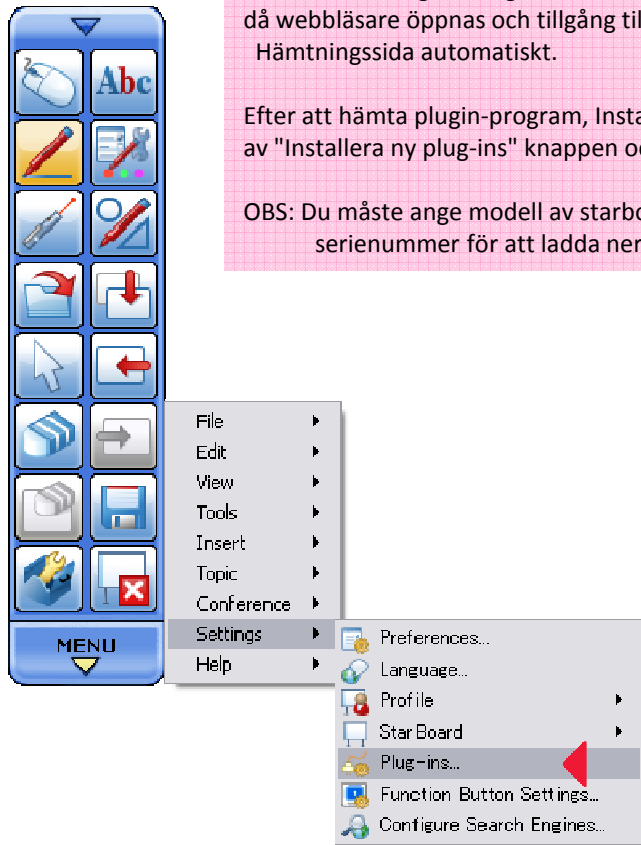 då webbläsare öppnas och tillgång til
Hämtningssida automatiskt.
Efter att hämta plugin-program, Insta
av "Installera ny plug-ins" knappen oc
OBS: Du måste ange modell av starbo
serienummer för att ladda ner
Abc
MENU
File
Edit
View
Tools
Insert
Topic
Conference
Settings
Help
Preferences...
Language...
Profile
StarBoard
Plug-ins...
Function Button Settings...
Configure Search Engines...